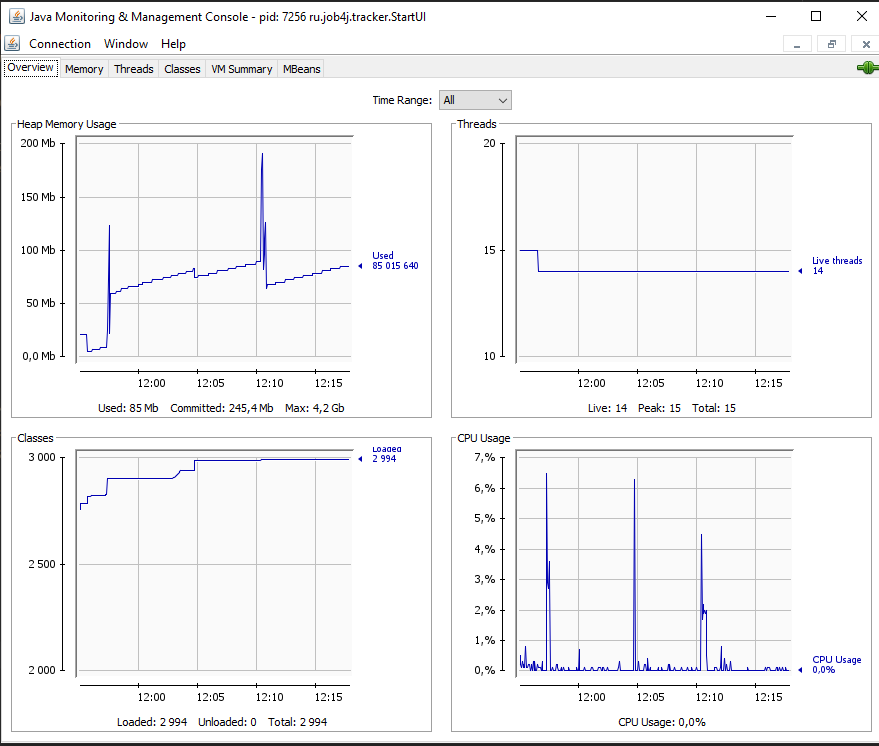 Java Monitoring & Management Console - pid: 7256 ru.job4j.tracker.StartUI
Connection Window Help
Overview Memory Threads Classes VM Summary MBeans
Time Range: All
Heap Memory Usage
200 Mb
150 Mb
100 Mb
50 Mb
0,0 Mb
Used
85 015 640
12:00 12:05 12:10 12:15
Used: 85 Mb Committed: 245,4 Mb Max: 4,2 Gb
Threads
20
15
10
Live threads
14
12:00 12:05 12:10 12:15
Live: 14 Peak: 15 Total: 15
Classes
3 000
2 500
2 000
Loaded
2 994
12:00 12:05 12:10 12:15
Loaded: 2 994 Unloaded: 0 Total: 2 994
CPU Usage
7,%
6,%
5,%
4,%
3,%
2,%
1,%
0,%
CPU Usage
0,0%
12:00 12:05 12:10 12:15
CPU Usage: 0,0%